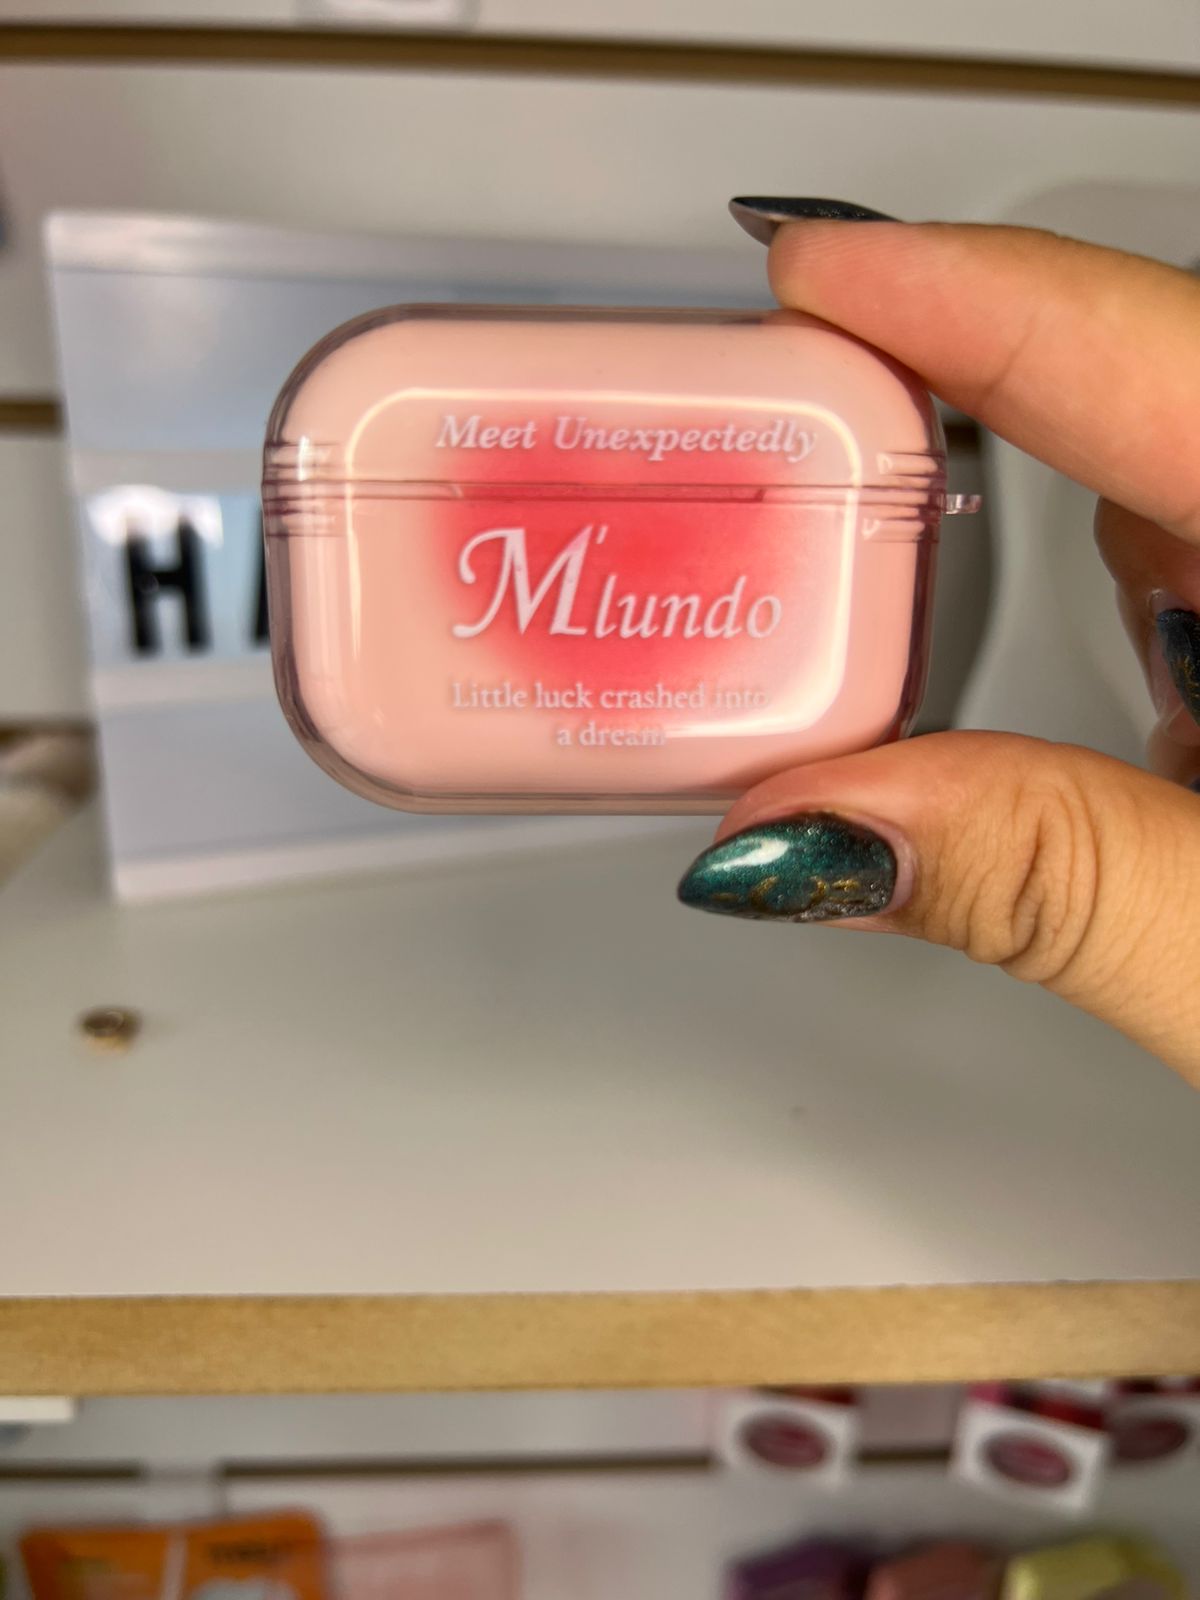 Meet Unexpectedly
M'lundo
Little luck crashed into
a dream
H